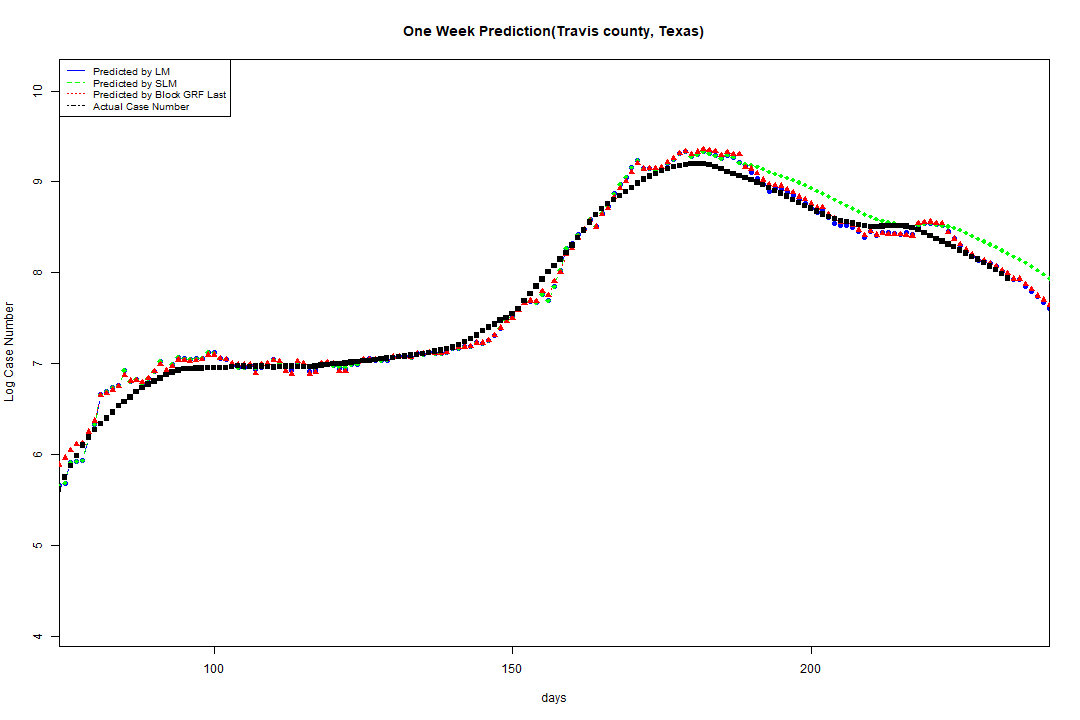 One Week Prediction(Travis county, Texas)
Predicted by LM
Predicted by SLM
Predicted by Block GRF Last
Actual Case Number
10
9
8
7
6
5
4
Log Case Number
100
150
200
days